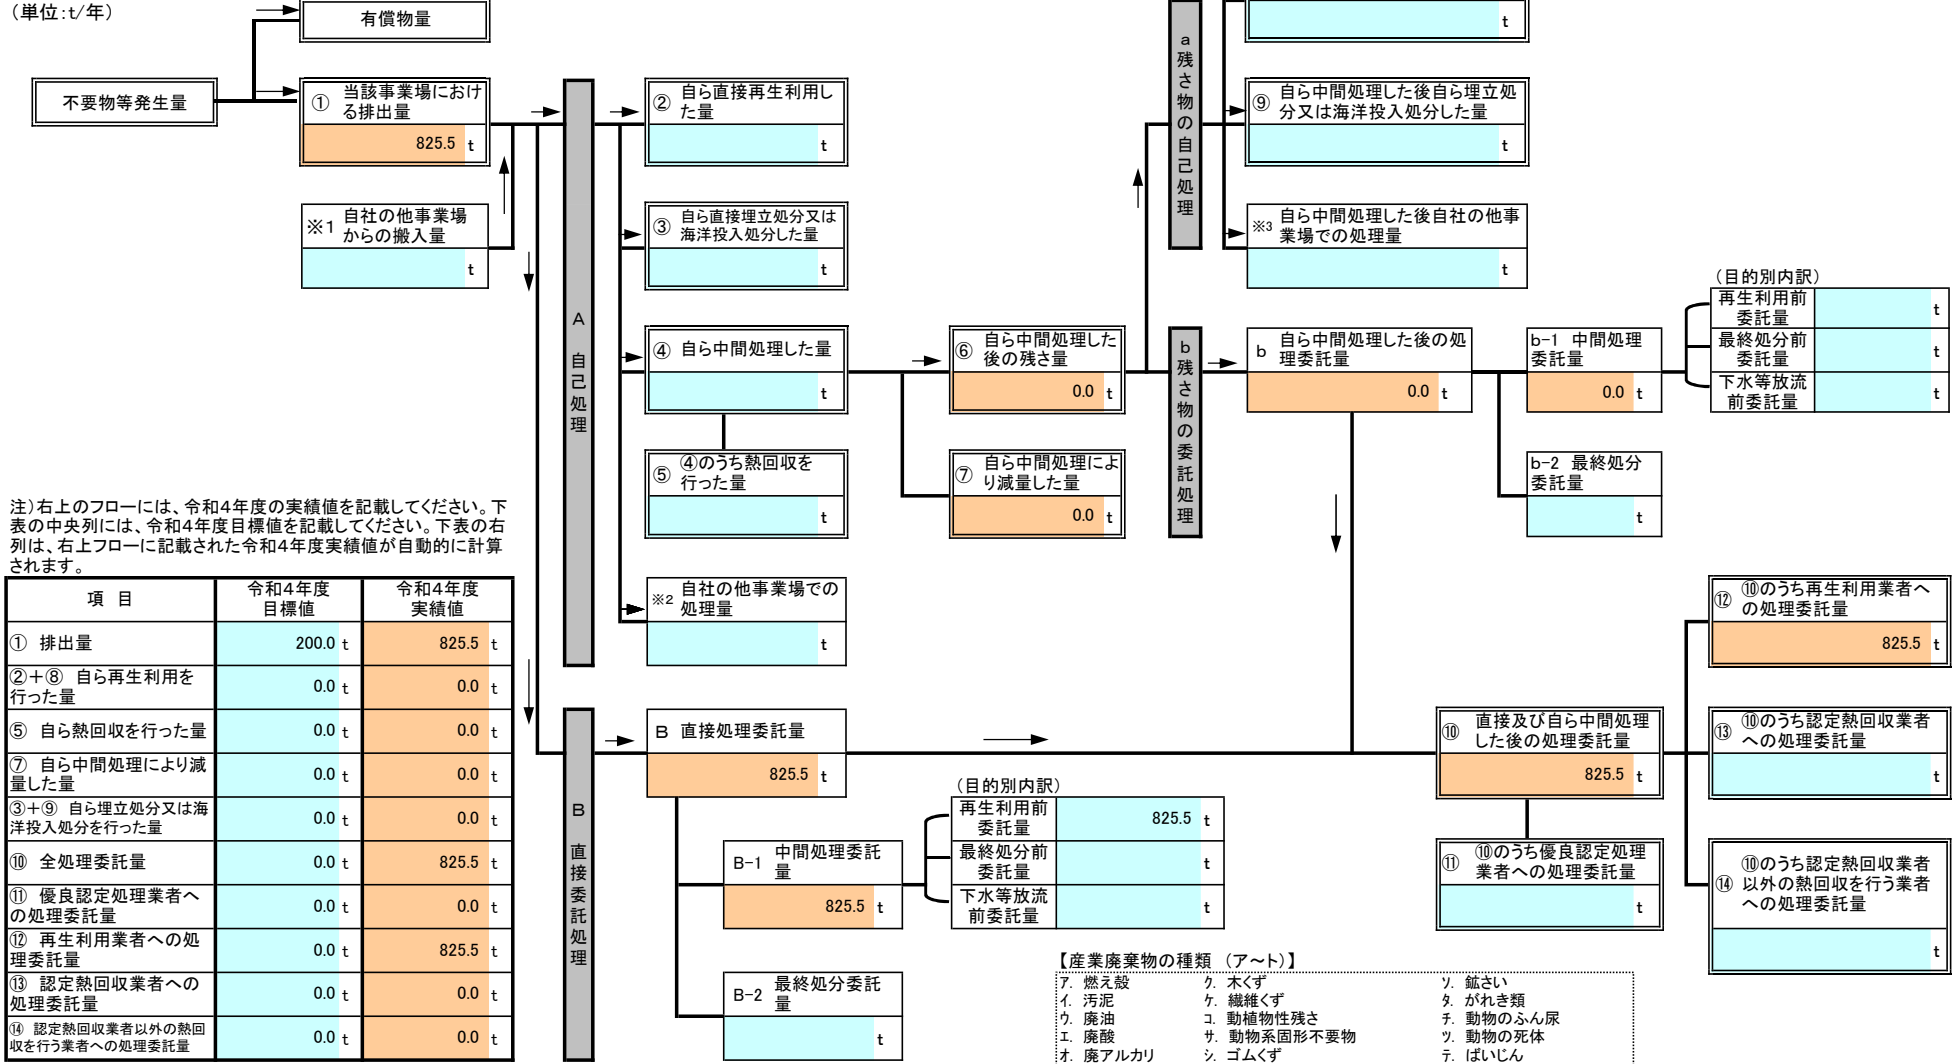 （単位：t/年）
有償物量
不要物等発生量
① 当該事業場におけ
る排出量
825.5 t
※1 自社の他事業場
からの搬入量
t
A 自己処理
② 自ら直接再生利用し
た量
t
③ 自ら直接埋立処分又は
海洋投入処分した量
t
④ 自ら中間処理した量
t
⑤ ④のうち熱回収を
行った量
t
※2 自社の他事業場での
処理量
t
⑥ 自ら中間処理した
後の残さ量
0.0 t
⑦ 自ら中間処理によ
り減量した量
0.0 t
a残さ物の自己処理
t
⑨ 自ら中間処理した後自ら埋立処
分又は海洋投入処分した量
t
※3 自ら中間処理した後自社の他事
業場での処理量
t
b残さ物の委託処理
b 自ら中間処理した後の処
理委託量
0.0 t
b-1 中間処理
委託量
0.0 t
b-2 最終処分
委託量
t
（目的別内訳）
再生利用前
委託量
t
最終処分前
委託量
t
下水等放流
前委託量
t
注）右上のフローには、令和4年度の実績値を記載してください。下
表の中央列には、令和4年度目標値を記載してください。下表の右
列は、右上フローに記載された令和4年度実績値が自動的に計算
されます。
項 目
令和4年度
目標値
令和4年度
実績値
① 排出量 200.0 t 825.5 t
②＋⑧ 自ら再生利用を
行った量 0.0 t 0.0 t
⑤ 自ら熱回収を行った量 0.0 t 0.0 t
⑦ 自ら中間処理により減
量した量 0.0 t 0.0 t
③＋⑨ 自ら埋立処分又は海
洋投入処分を行った量 0.0 t 0.0 t
⑩ 全処理委託量 0.0 t 825.5 t
⑪ 優良認定処理業者へ
の処理委託量 0.0 t 0.0 t
⑫ 再生利用業者への処
理委託量 0.0 t 825.5 t
⑬ 認定熱回収業者への
処理委託量 0.0 t 0.0 t
⑭ 認定熱回収業者以外の熱回
収を行う業者への処理委託量 0.0 t 0.0 t
B 直接委託処理
B 直接処理委託量
825.5 t
B-1 中間処理委託
量
825.5 t
B-2 最終処分委託
量
t
（目的別内訳）
再生利用前
委託量
825.5 t
最終処分前
委託量
t
下水等放流
前委託量
t
⑩ 直接及び自ら中間処理
した後の処理委託量
825.5 t
⑪ ⑩のうち優良認定処理
業者への処理委託量
t
⑫ ⑩のうち再生利用業者へ
の処理委託量
825.5 t
⑬ ⑩のうち認定熱回収業者
への処理委託量
t
⑭ ⑩のうち認定熱回収業者
以外の熱回収を行う業者
への処理委託量
t
【産業廃棄物の種類 （ア～ト）】
ア. 燃え殻 ク. 木くず ソ. 鉱さい
イ. 汚泥 ケ. 繊維くず タ. がれき類
ウ. 廃油 コ. 動植物性残さ チ. 動物のふん尿
エ. 廃酸 サ. 動物系固形不要物 ツ. 動物の死体
オ. 廃アルカリ シ. ゴムくず テ. ばいじん